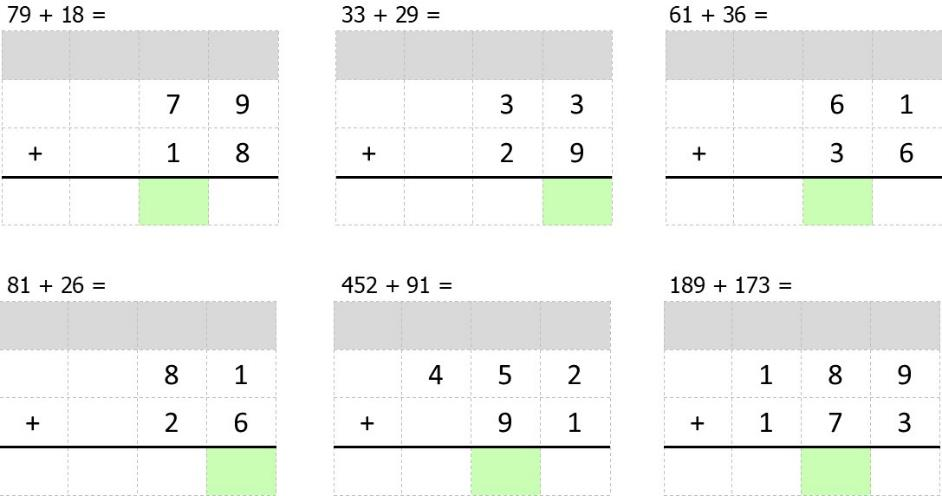 79 + 18 =
7 9
+ 1 8
33 + 29 =
3 3
+ 2 9
61 + 36 =
6 1
+ 3 6
81 + 26 =
8 1
+ 2 6
452 + 91 =
4 5 2
+ 9 1
189 + 173 =
1 8 9
+ 1 7 3